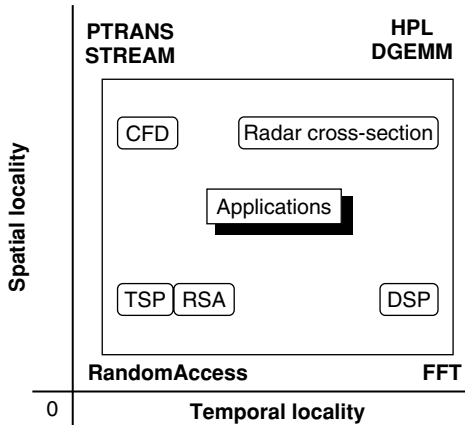 PTRANS
STREAM
HPL
DGEMM
CFD
Radar cross-section
Spatial locality
Applications
TSP
RSA
DSP
RandomAccess
FFT
0
Temporal locality